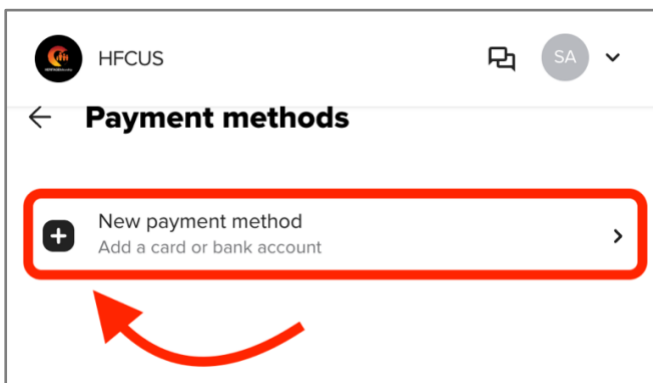 HFCUS
SA
Payment methods
New payment method
Add a card or bank account